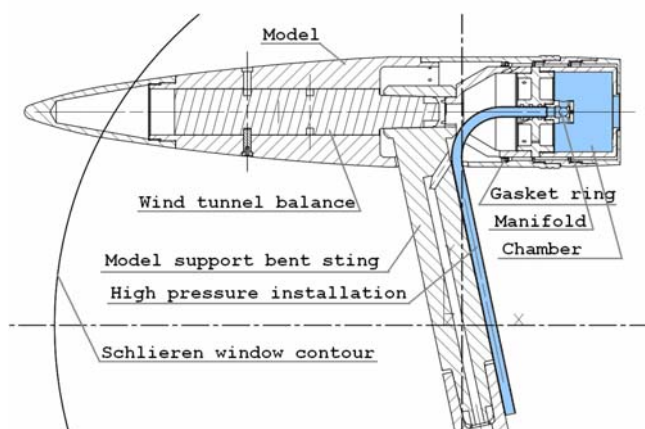 Model
Wind tunnel balance
Gasket ring
Manifold
Chamber
Model support bent sting
High pressure installation
Schlieren window contour